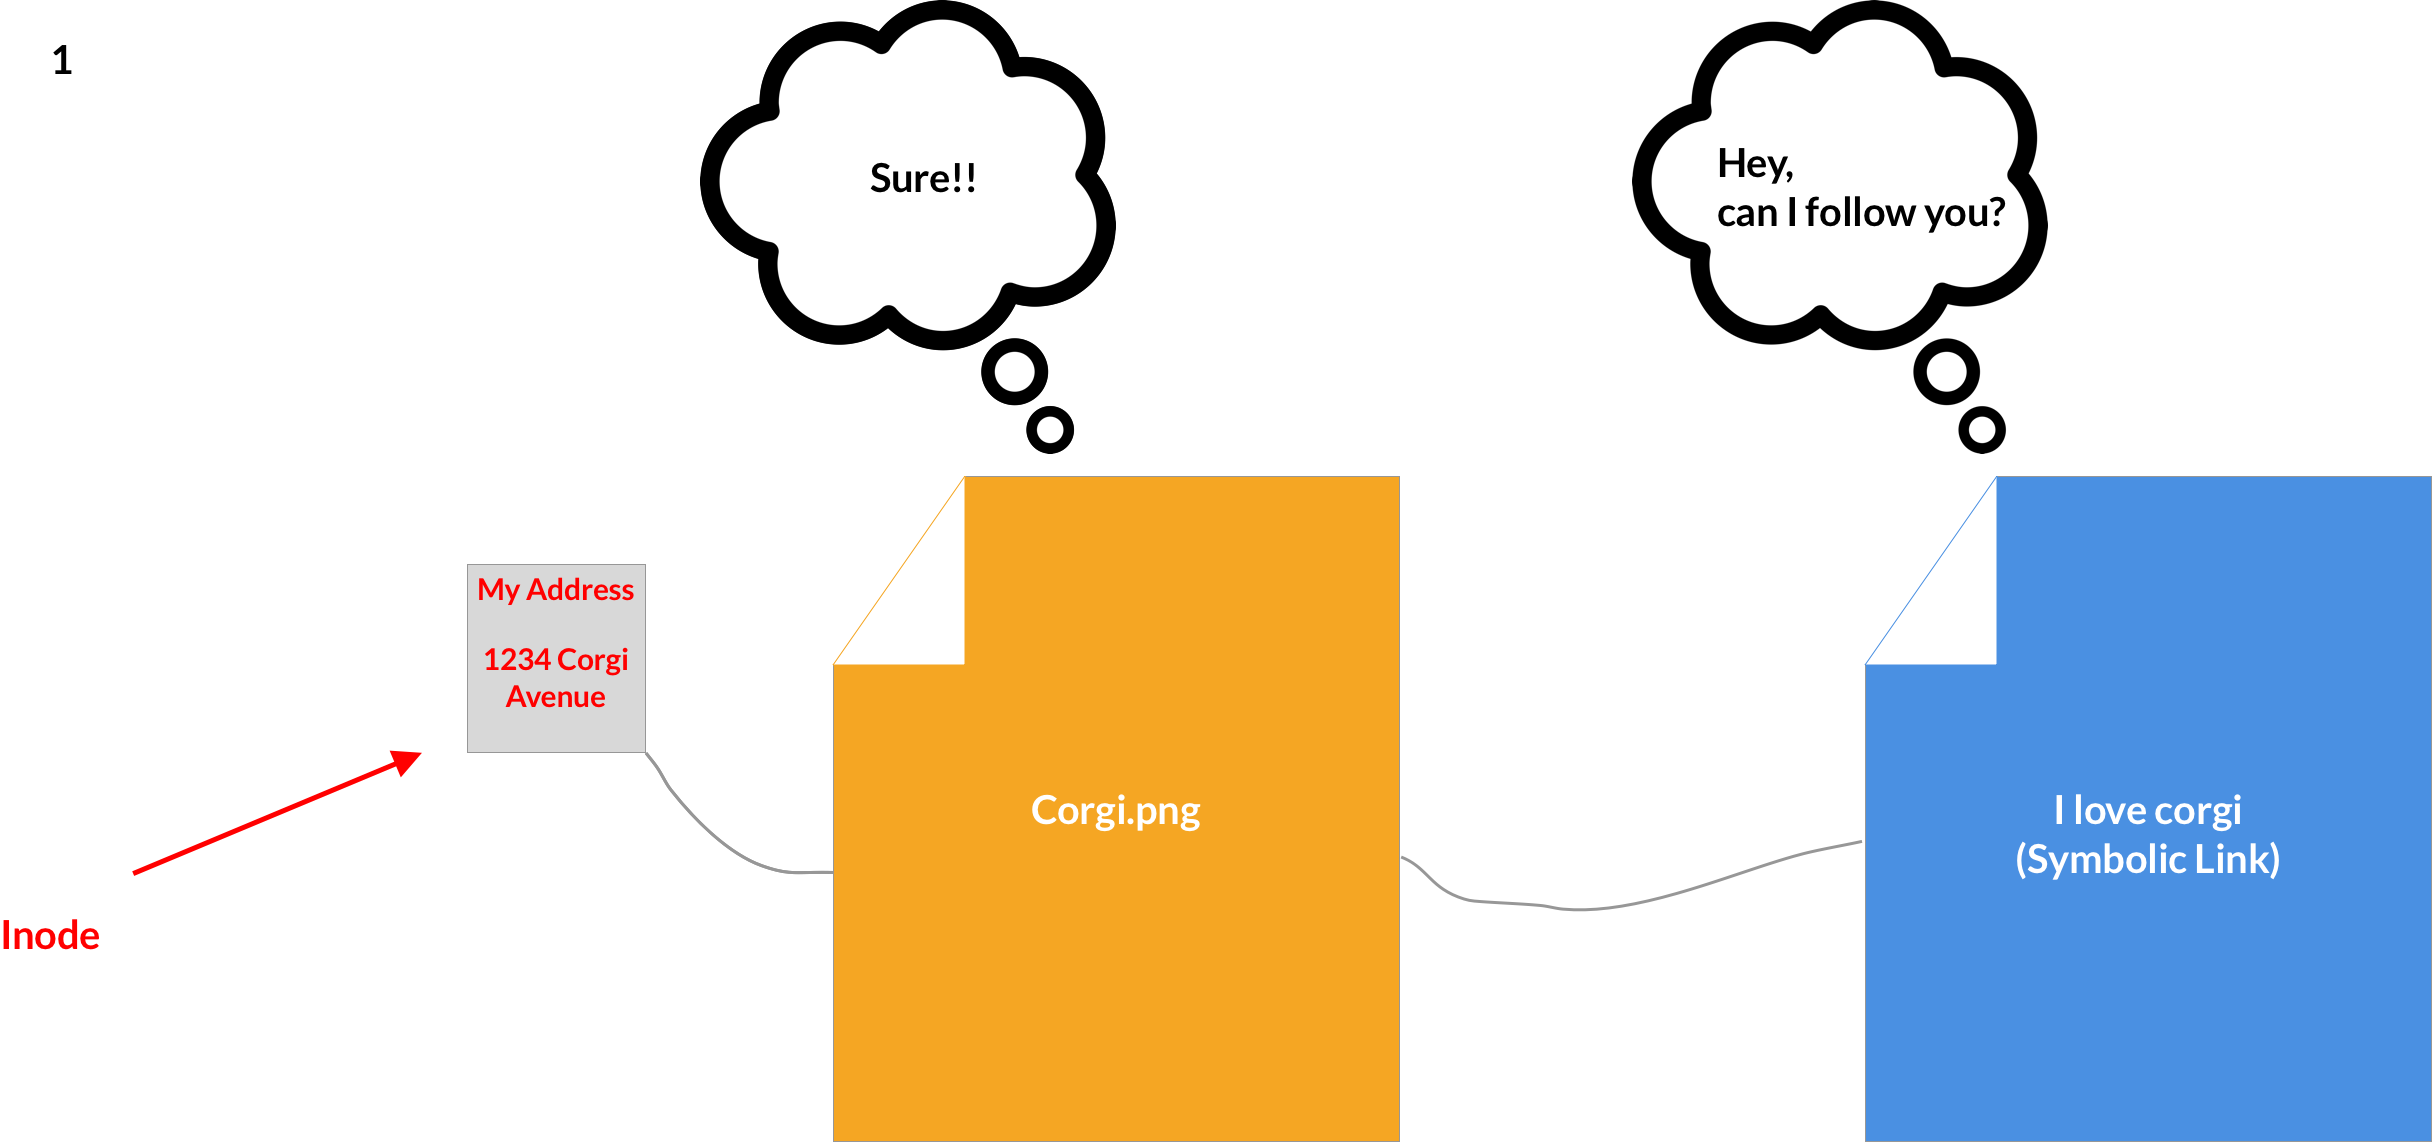 1
Sure!!
Hey,
can I follow you?
My Address
1234 Corgi
Avenue
Inode
Corgi.png
I love corgi
(Symbolic Link)